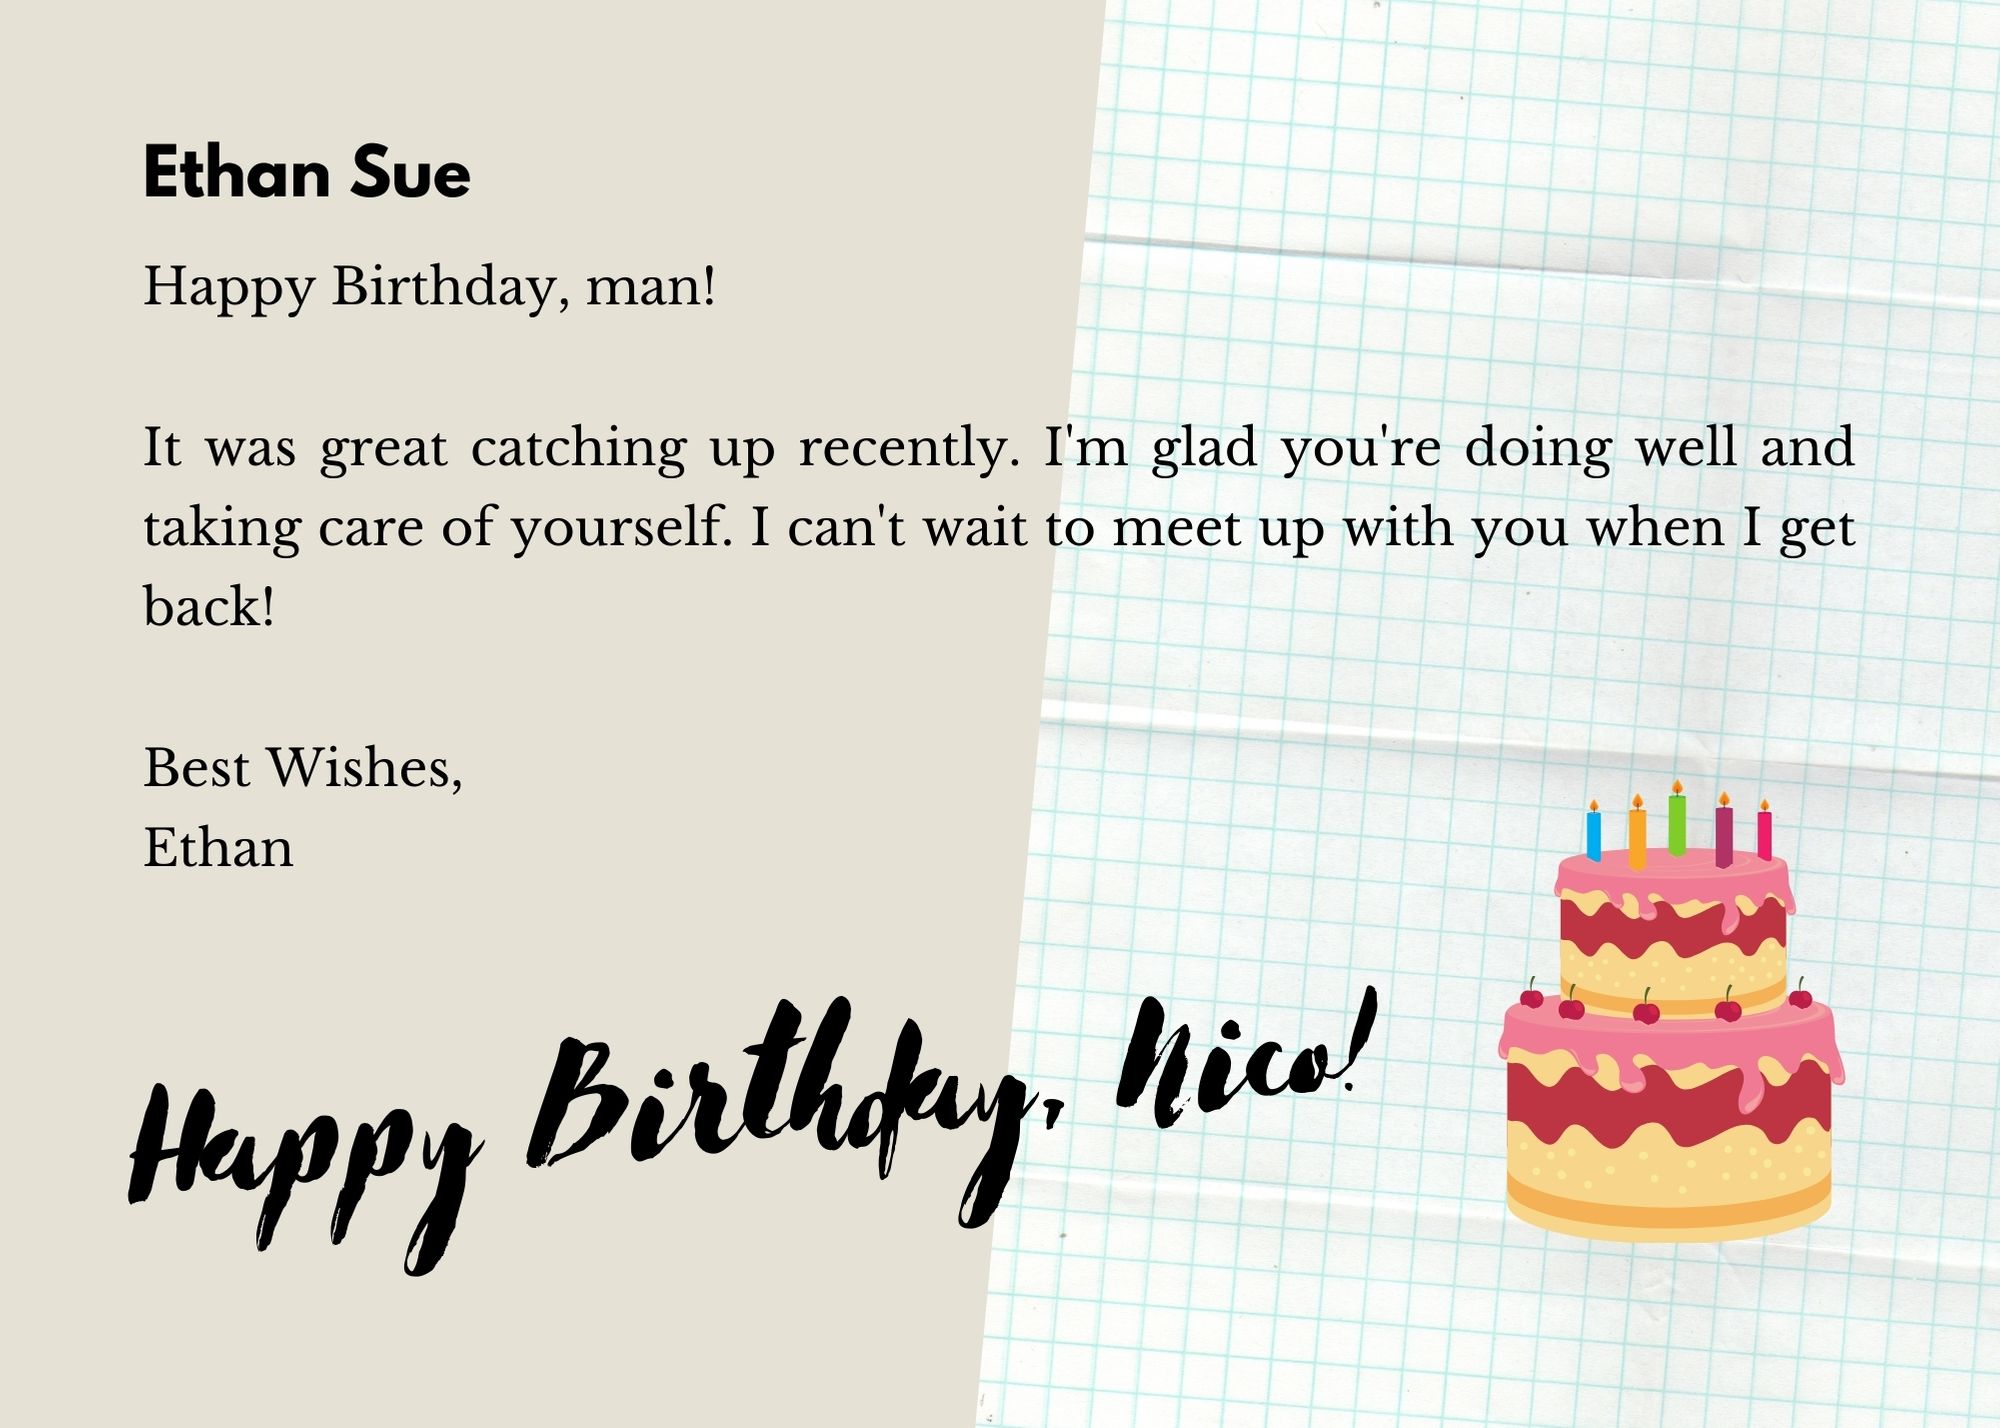 Ethan Sue
Happy Birthday, man!
It was great catching up recently. I'm glad you're doing well and
taking care of yourself. I can't wait to meet up with you when I get
back!
Best Wishes,
Ethan
Happy Birthday, Nico!